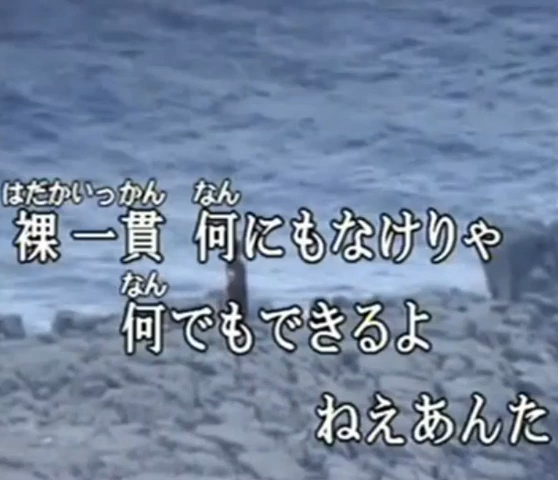 はだかいっかん なん
裸一貫 何にもなけりゃ
なん
何でもできるよ
ねえあんた